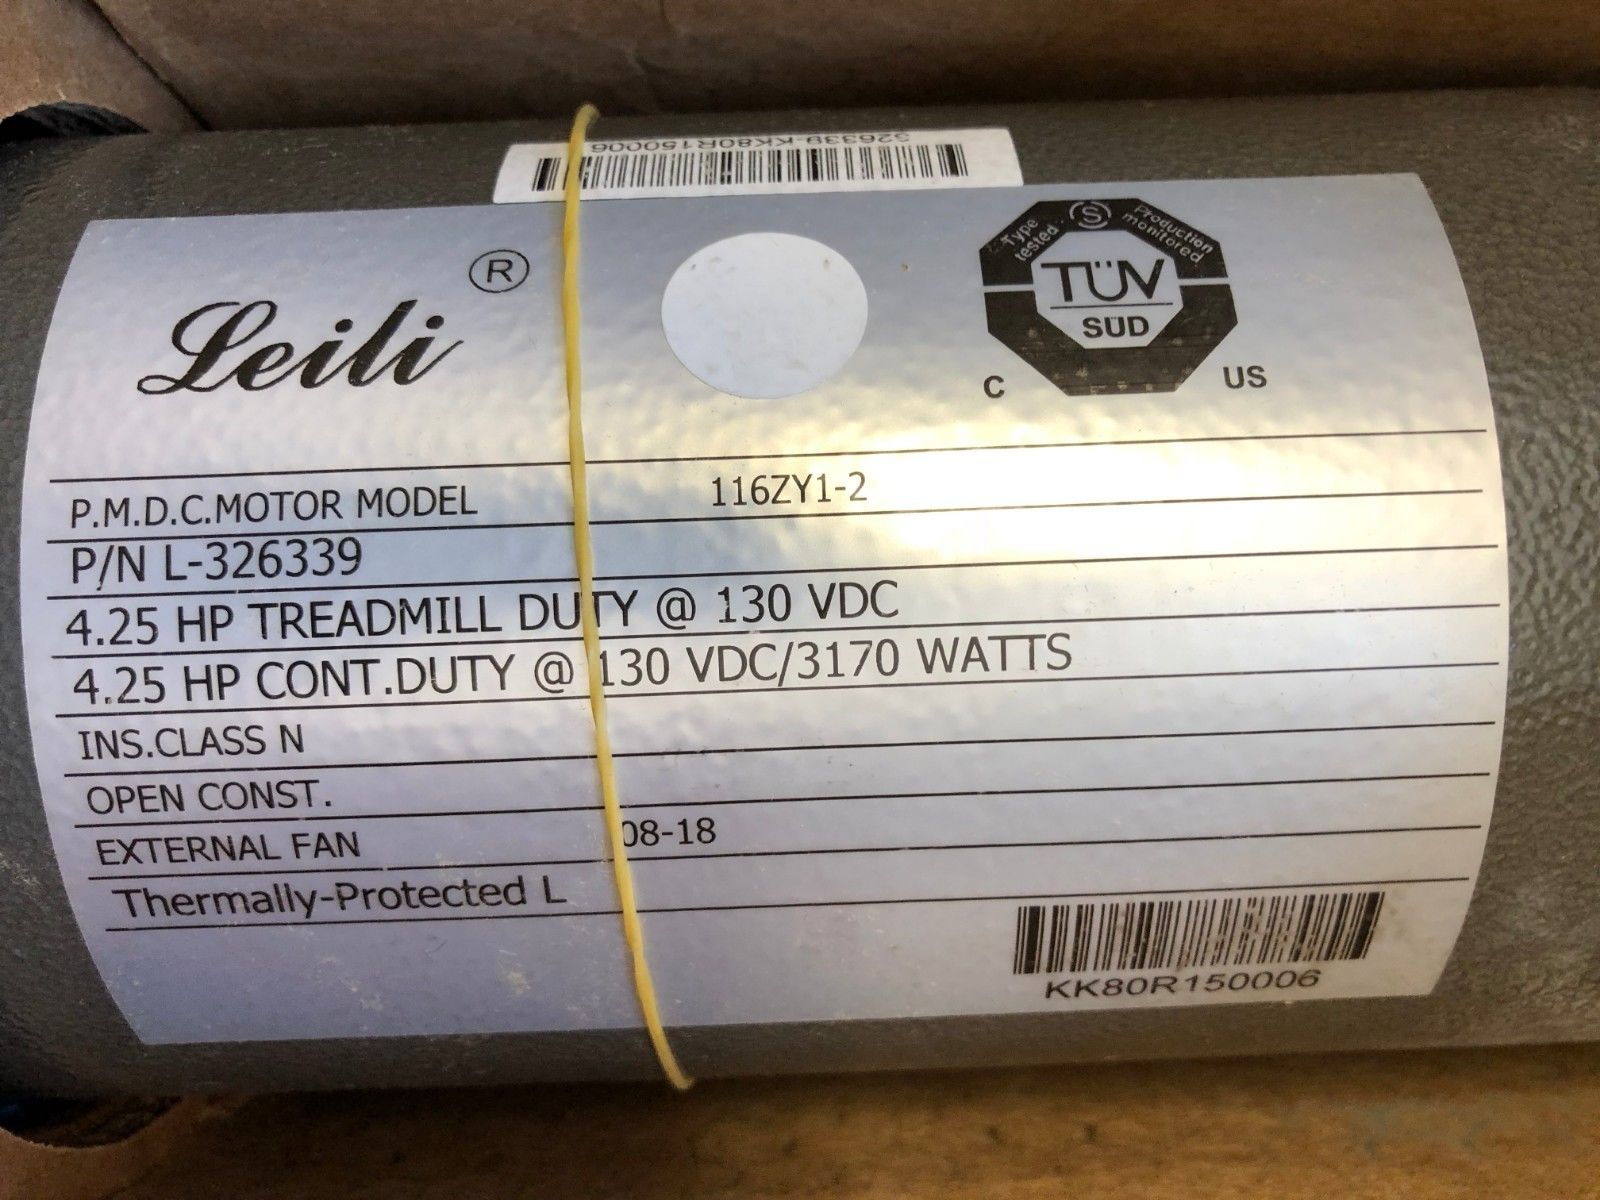 326339-KK80R150006
Leili ®
Type tested
S
Production monitored
TÜV
SÜD
C US
P.M.D.C.MOTOR MODEL 116ZY1-2
P/N L-326339
4.25 HP TREADMILL DUTY @ 130 VDC
4.25 HP CONT.DUTY @ 130 VDC/3170 WATTS
INS.CLASS N
OPEN CONST.
EXTERNAL FAN 08-18
Thermally-Protected L
KK80R150006